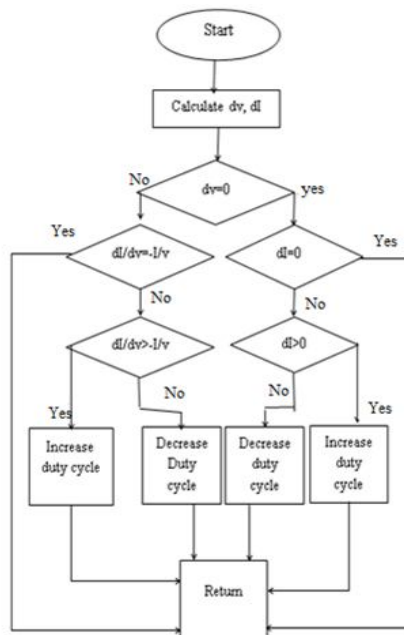 Start
Calculate dv, dI
No
dv=0
yes
Yes
dI/dv=-I/v
dI=0
Yes
No
No
dI/dv>-I/v
dI>0
No
No
Yes
Yes
Increase
duty cycle
Decrease
Duty
cycle
Decrease
duty
cycle
Increase
duty
cycle
Return